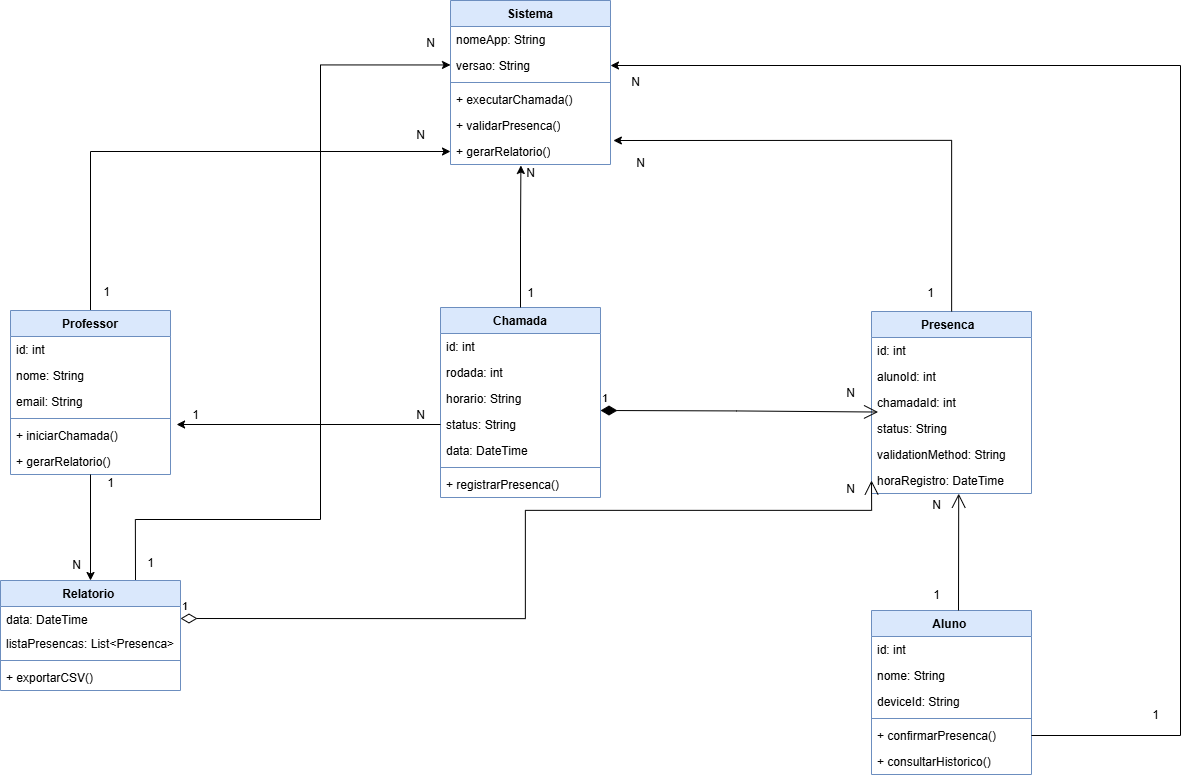 Sistema
nomeApp: String
versao: String
+ executarChamada()
+ validarPresenca()
+ gerarRelatorio()
N
N
N
N
N
1
1
1
Professor
id: int
nome: String
email: String
+ iniciarChamada()
+ gerarRelatorio()
Chamada
id: int
rodada: int
horario: String
status: String
data: DateTime
+ registrarPresenca()
Presenca
id: int
alunoId: int
chamadaId: int
status: String
validationMethod: String
horaRegistro: DateTime
1
N
1
N
1
N
N
N
1
1
1
Relatorio
data: DateTime
listaPresencas: List<Presenca>
+ exportarCSV()
1
Aluno
id: int
nome: String
deviceId: String
+ confirmarPresenca()
+ consultarHistorico()
1